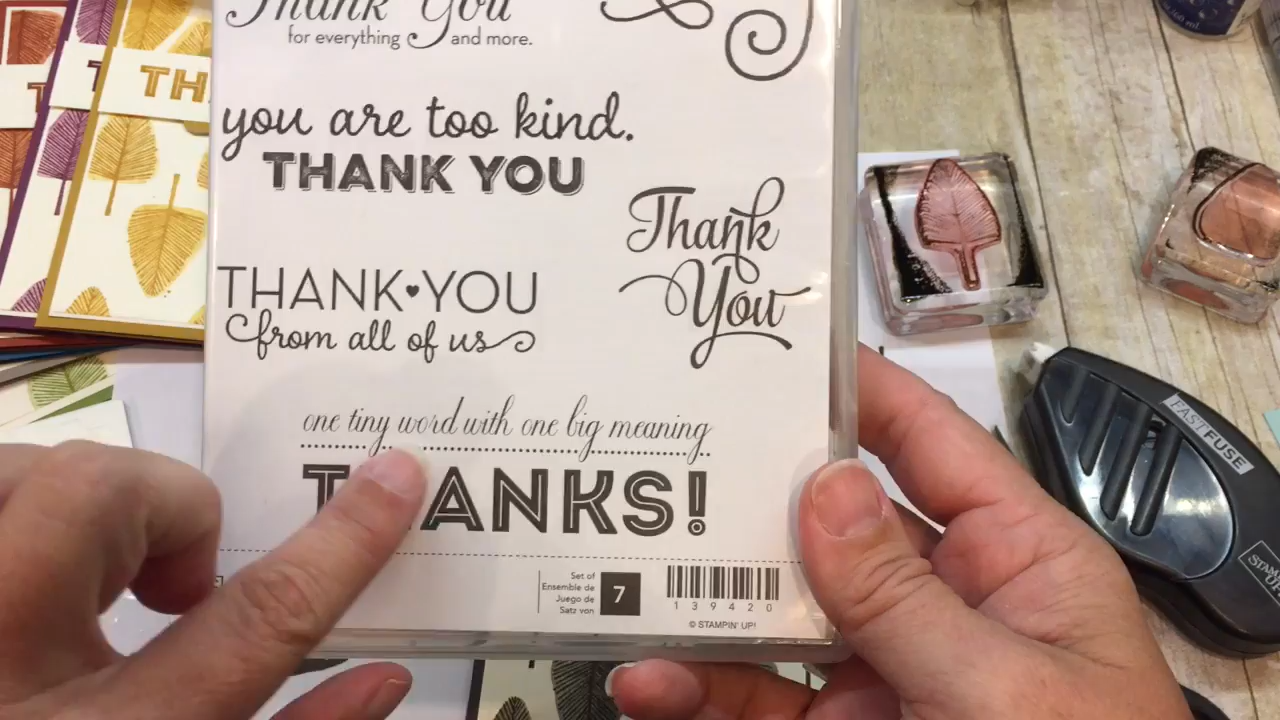 Thank You
for everything and more.
you are too kind.
THANK YOU
Thank
You
THANK♥YOU
from all of us
one tiny word with one big meaning
THANKS!
Set of
Ensemble de
Juego de
Satz von
7
139420
© STAMPIN' UP!
TH
FASTFUSE